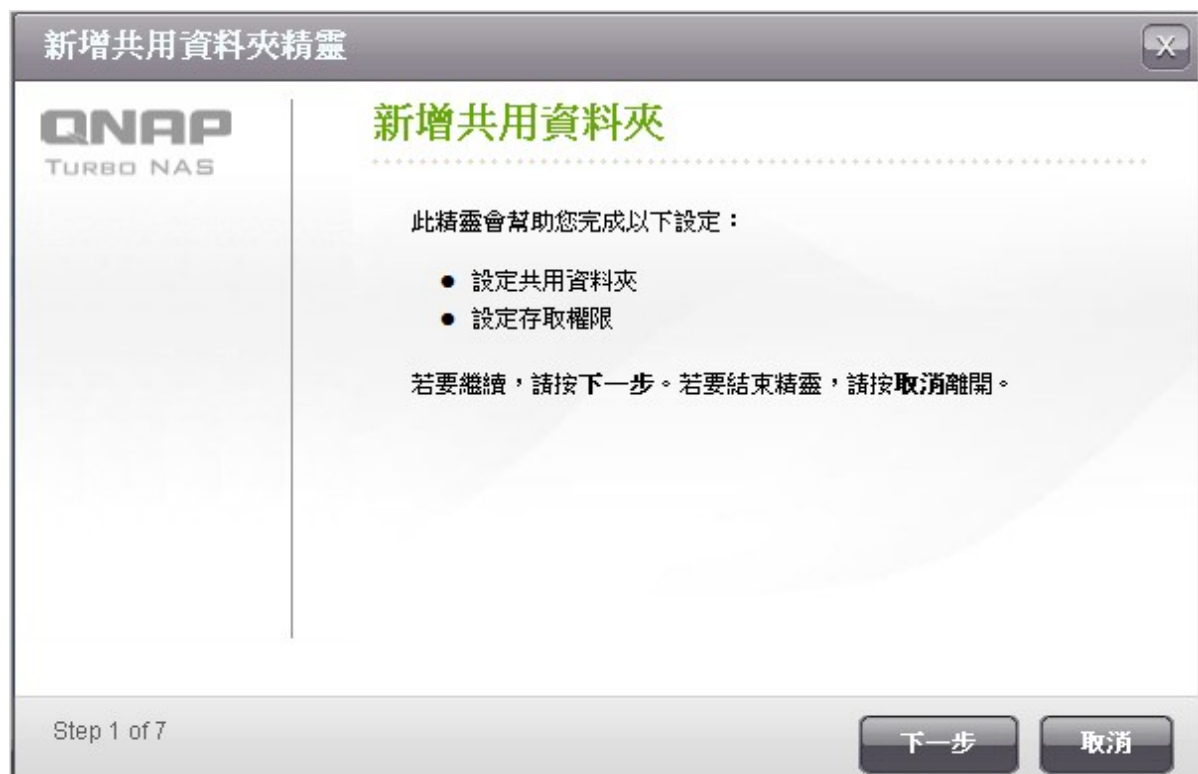 新增共用資料夾精靈
X
QNAP
TURBO NAS
新增共用資料夾
此精靈會幫助您完成以下設定：
● 設定共用資料夾
● 設定存取權限
若要繼續，請按下一步。若要結束精靈，請按取消離開。
Step 1 of 7
下一步
取消